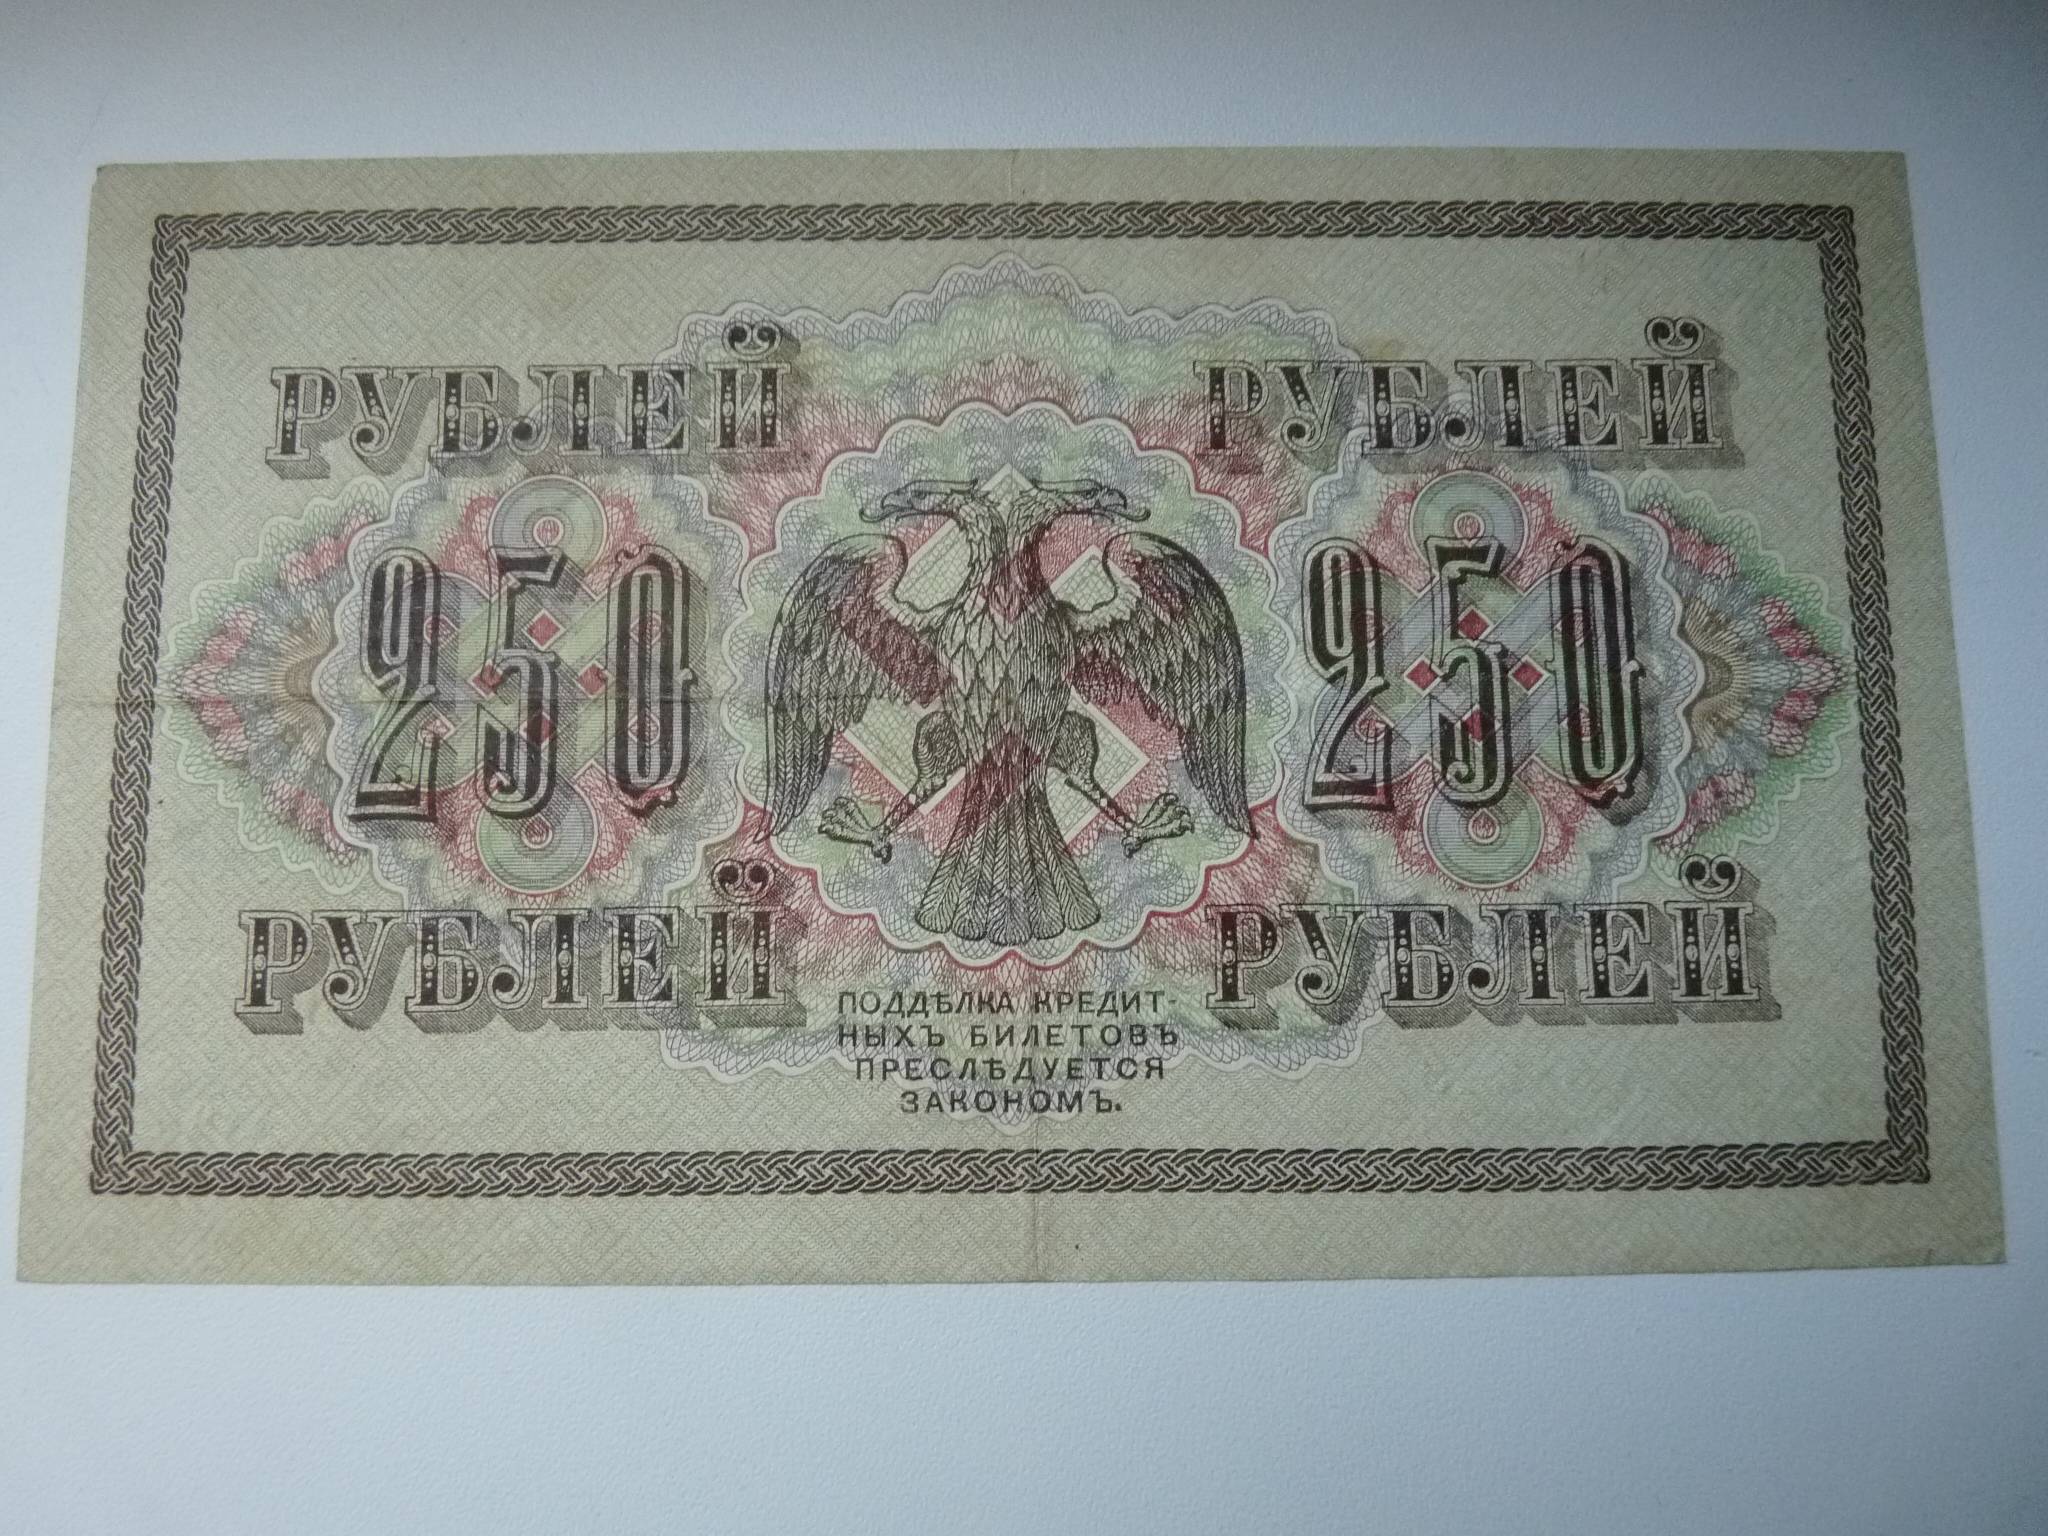 РУБЛЕЙ РУБЛЕЙ
250 250
РУБЛЕЙ РУБЛЕЙ
ПОДДѢЛКА КРЕДИТ-
НЫХЪ БИЛЕТОВЪ
ПРЕСЛѢДУЕТСЯ
ЗАКОНОМЪ.